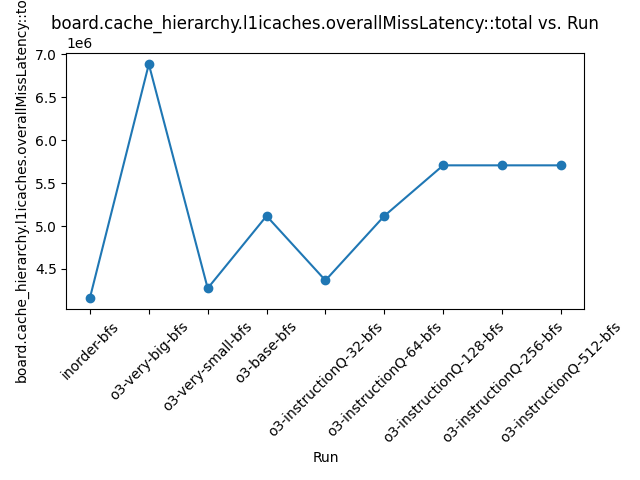 board.cache_hierarchy.l1icaches.overallMissLatency::total vs. Run
1e6
7.0
6.5
6.0
5.5
5.0
4.5
board.cache_hierarchy.l1icaches.overallMissLatency::to
inorder-bfs
o3-very-big-bfs
o3-very-small-bfs
o3-base-bfs
o3-instructionQ-32-bfs
o3-instructionQ-64-bfs
o3-instructionQ-128-bfs
o3-instructionQ-256-bfs
o3-instructionQ-512-bfs
Run